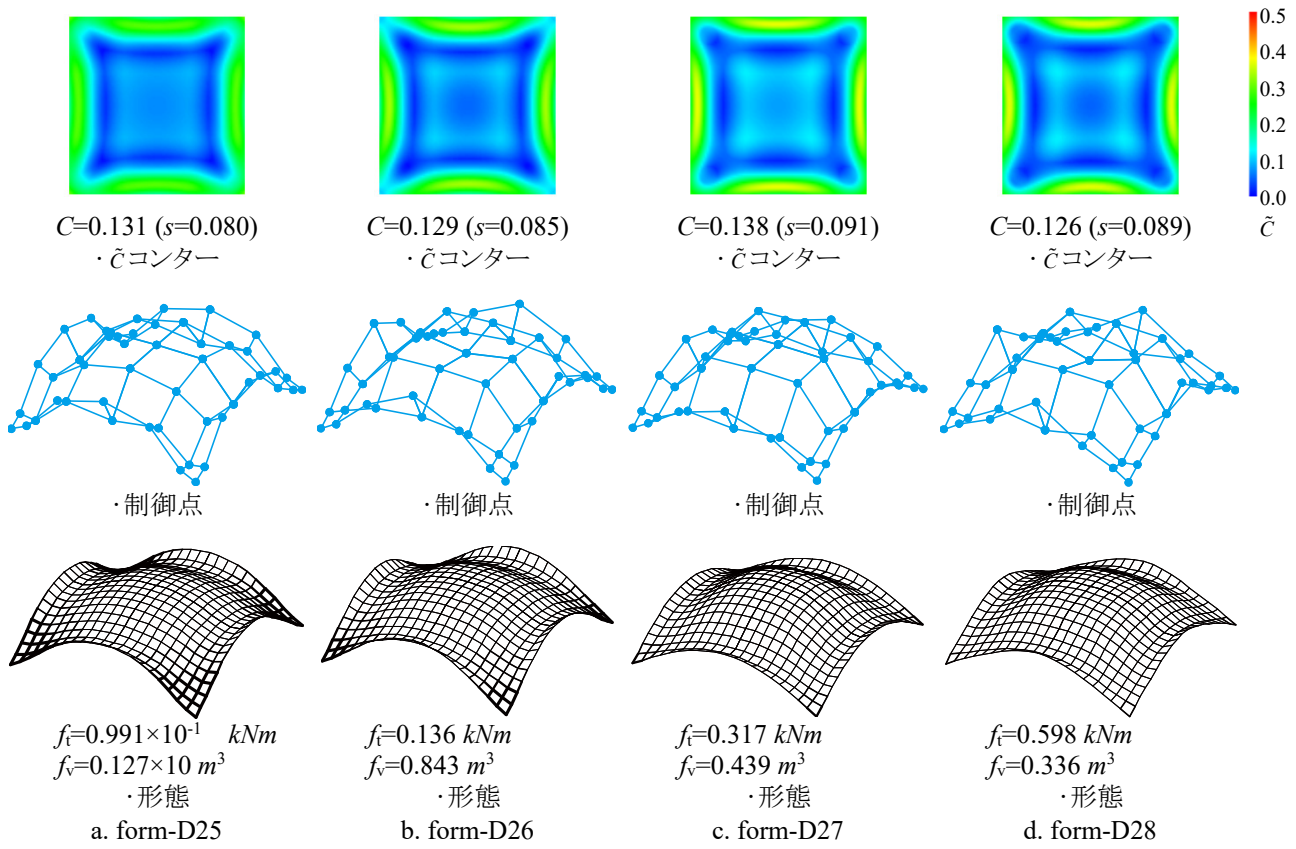 0.5
0.4
0.3
0.2
0.1
0.0
C̃
C=0.131 (s=0.080)
C=0.129 (s=0.085)
C=0.138 (s=0.091)
C=0.126 (s=0.089)
・C̃コンター
・C̃コンター
・C̃コンター
・C̃コンター
・制御点
・制御点
・制御点
・制御点
fₜ=0.991×10⁻¹ kNm
fₜ=0.136 kNm
fₜ=0.317 kNm
fₜ=0.598 kNm
fᵥ=0.127×10 m³
fᵥ=0.843 m³
fᵥ=0.439 m³
fᵥ=0.336 m³
・形態
・形態
・形態
・形態
a. form-D25
b. form-D26
c. form-D27
d. form-D28